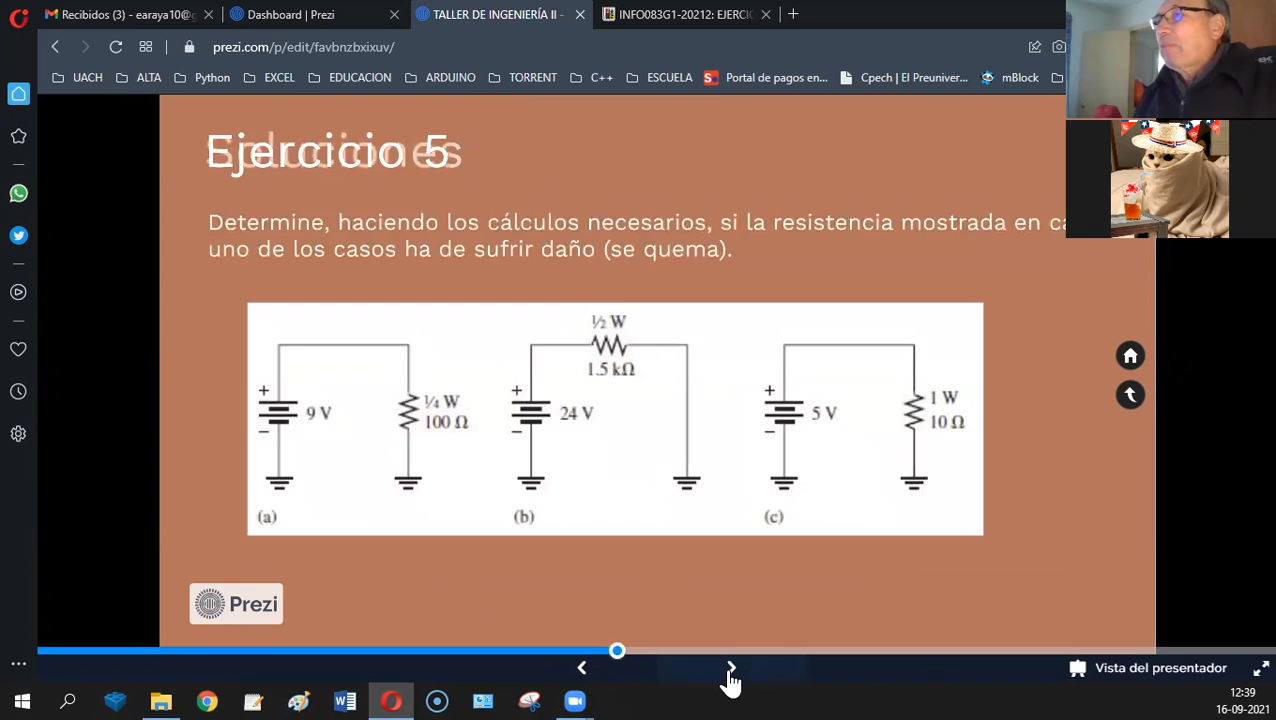 Recibidos (3) - earaya10@g
Dashboard | Prezi
TALLER DE INGENIERÍA II -
INFO083G1-20212: EJERCIC
prezi.com/p/edit/favbnzbxixuv/
UACH
ALTA
Python
EXCEL
EDUCACION
ARDUINO
TORRENT
C++
ESCUELA
Portal de pagos en...
Cpech | El Preuniver...
mBlock
Ejercicio 5
Soluciones
Determine, haciendo los cálculos necesarios, si la resistencia mostrada en ca
uno de los casos ha de sufrir daño (se quema).
½ W
1.5 kΩ
+
9 V
−
¼ W
100 Ω
+
24 V
−
+
5 V
−
1 W
10 Ω
(a)
(b)
(c)
Prezi
Vista del presentador
12:39
16-09-2021